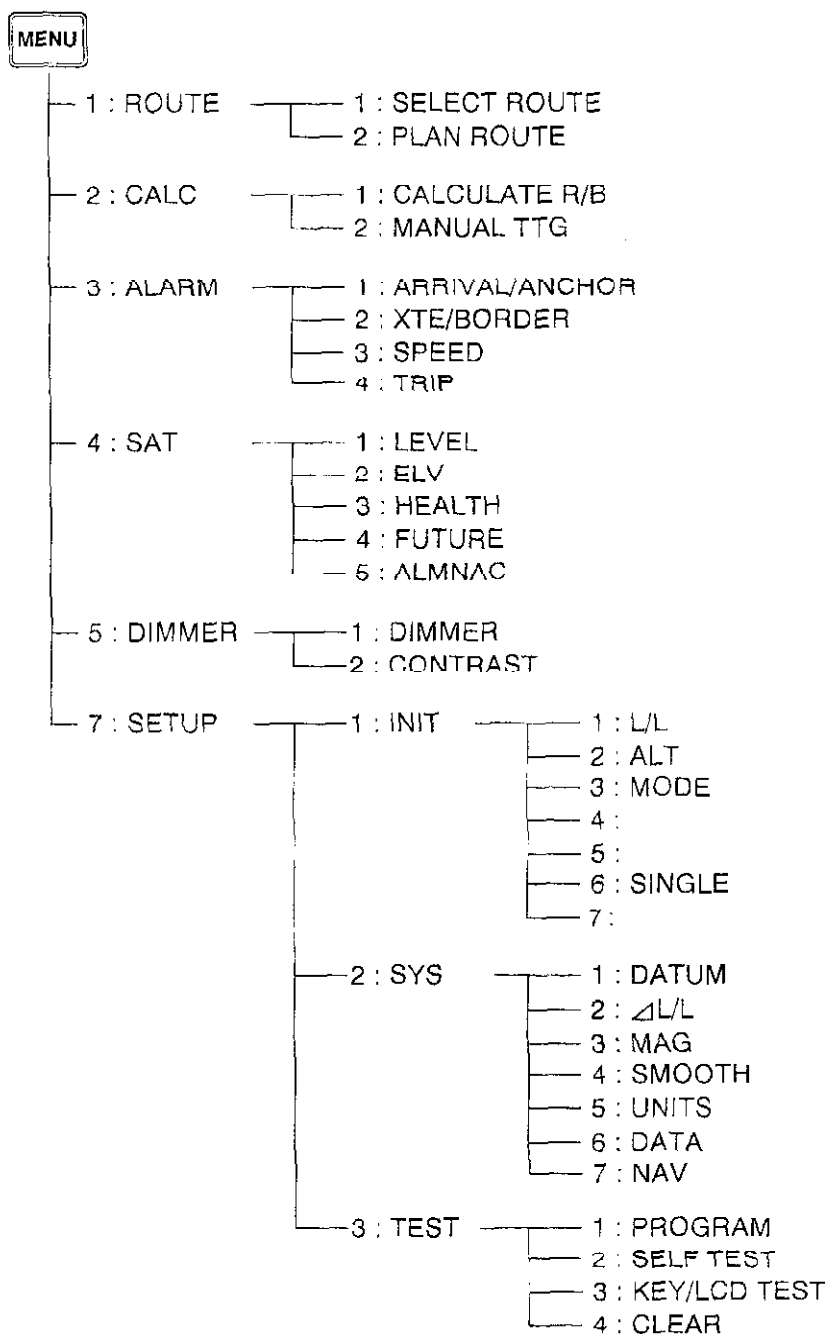 MENU
1 : ROUTE
1 : SELECT ROUTE
2 : PLAN ROUTE
2 : CALC
1 : CALCULATE R/B
2 : MANUAL TTG
3 : ALARM
1 : ARRIVAL/ANCHOR
2 : XTE/BORDER
3 : SPEED
4 : TRIP
4 : SAT
1 : LEVEL
2 : ELV
3 : HEALTH
4 : FUTURE
5 : ALMNAC
5 : DIMMER
1 : DIMMER
2 : CONTRAST
7 : SETUP
1 : INIT
1 : L/L
2 : ALT
3 : MODE
4 :
5 :
6 : SINGLE
7 :
2 : SYS
1 : DATUM
2 : ⊿L/L
3 : MAG
4 : SMOOTH
5 : UNITS
6 : DATA
7 : NAV
3 : TEST
1 : PROGRAM
2 : SELF TEST
3 : KEY/LCD TEST
4 : CLEAR